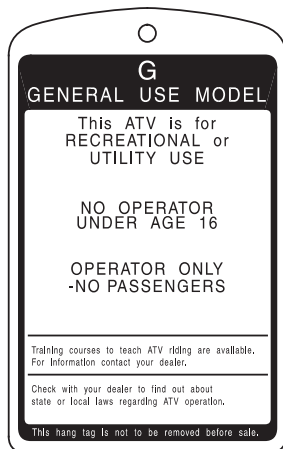 G
GENERAL USE MODEL
This ATV is for
RECREATIONAL or
UTILITY USE
NO OPERATOR
UNDER AGE 16
OPERATOR ONLY
-NO PASSENGERS
Training courses to teach ATV riding are available.
For information contact your dealer.
Check with your dealer to find out about
state or local laws regarding ATV operation.
This hang tag is not to be removed before sale.